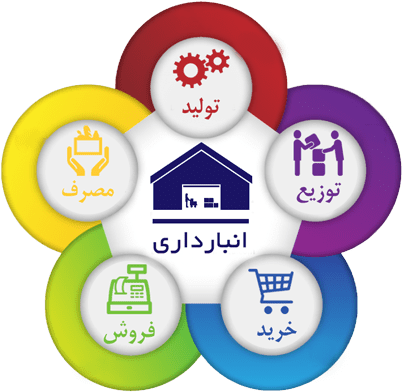 تولید
توزیع
مصرف
انبارداری
خرید
فروش